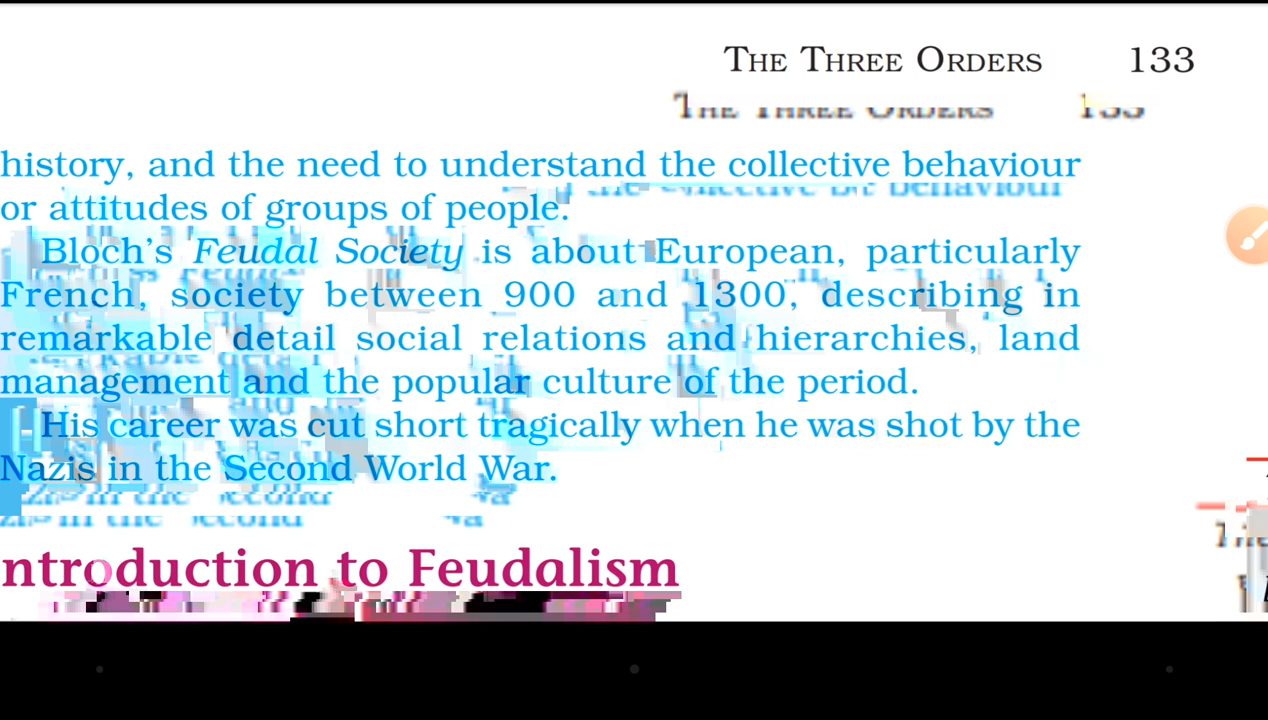 THE THREE ORDERS 133
history, and the need to understand the collective behaviour
or attitudes of groups of people.
Bloch's Feudal Society is about European, particularly
French, society between 900 and 1300, describing in
remarkable detail social relations and hierarchies, land
management and the popular culture of the period.
His career was cut short tragically when he was shot by the
Nazis in the Second World War.
ntroduction to Feudalism